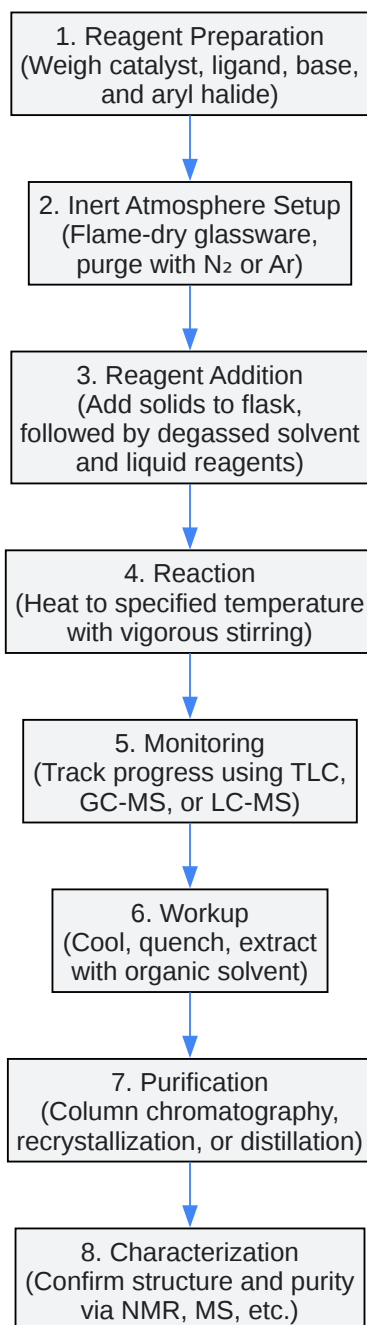 1. Reagent Preparation
(Weigh catalyst, ligand, base,
and aryl halide)
2. Inert Atmosphere Setup
(Flame-dry glassware,
purge with N₂ or Ar)
3. Reagent Addition
(Add solids to flask,
followed by degassed solvent
and liquid reagents)
4. Reaction
(Heat to specified temperature
with vigorous stirring)
5. Monitoring
(Track progress using TLC,
GC-MS, or LC-MS)
6. Workup
(Cool, quench, extract
with organic solvent)
7. Purification
(Column chromatography,
recrystallization, or distillation)
8. Characterization
(Confirm structure and purity
via NMR, MS, etc.)